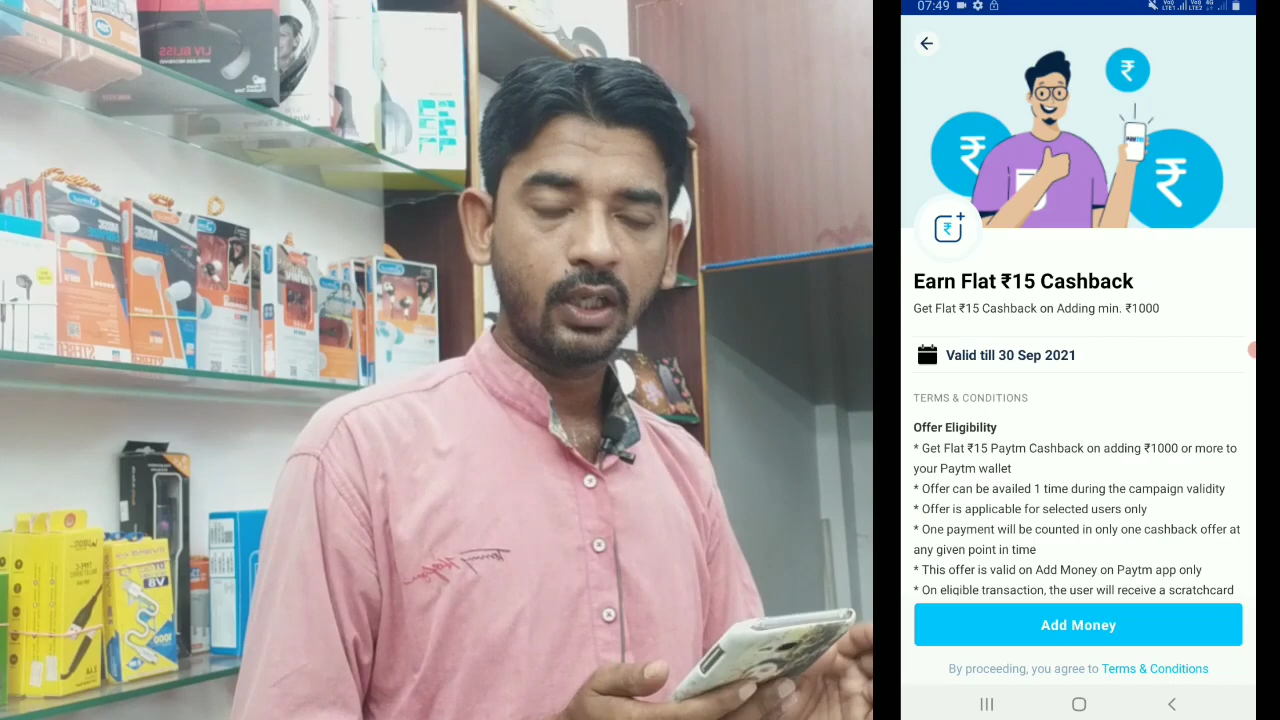 LIV BLISS
07:49
Earn Flat ₹15 Cashback
Get Flat ₹15 Cashback on Adding min. ₹1000
Valid till 30 Sep 2021
TERMS & CONDITIONS
Offer Eligibility
* Get Flat ₹15 Paytm Cashback on adding ₹1000 or more to
your Paytm wallet
* Offer can be availed 1 time during the campaign validity
* Offer is applicable for selected users only
* One payment will be counted in only one cashback offer at
any given point in time
* This offer is valid on Add Money on Paytm app only
* On eligible transaction, the user will receive a scratchcard
Add Money
By proceeding, you agree to Terms & Conditions